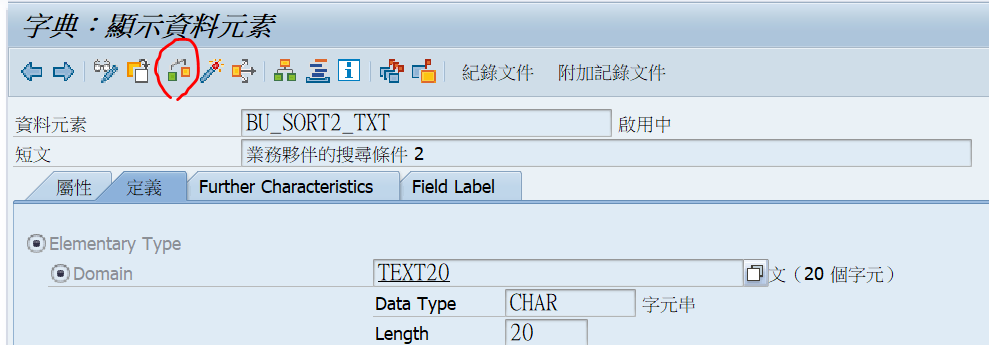 字典：顯示資料元素
紀錄文件 附加記錄文件
資料元素 BU_SORT2_TXT 啟用中
短文 業務夥伴的搜尋條件 2
屬性 定義 Further Characteristics Field Label
Elementary Type
Domain TEXT20 文（20 個字元）
Data Type CHAR 字元串
Length 20